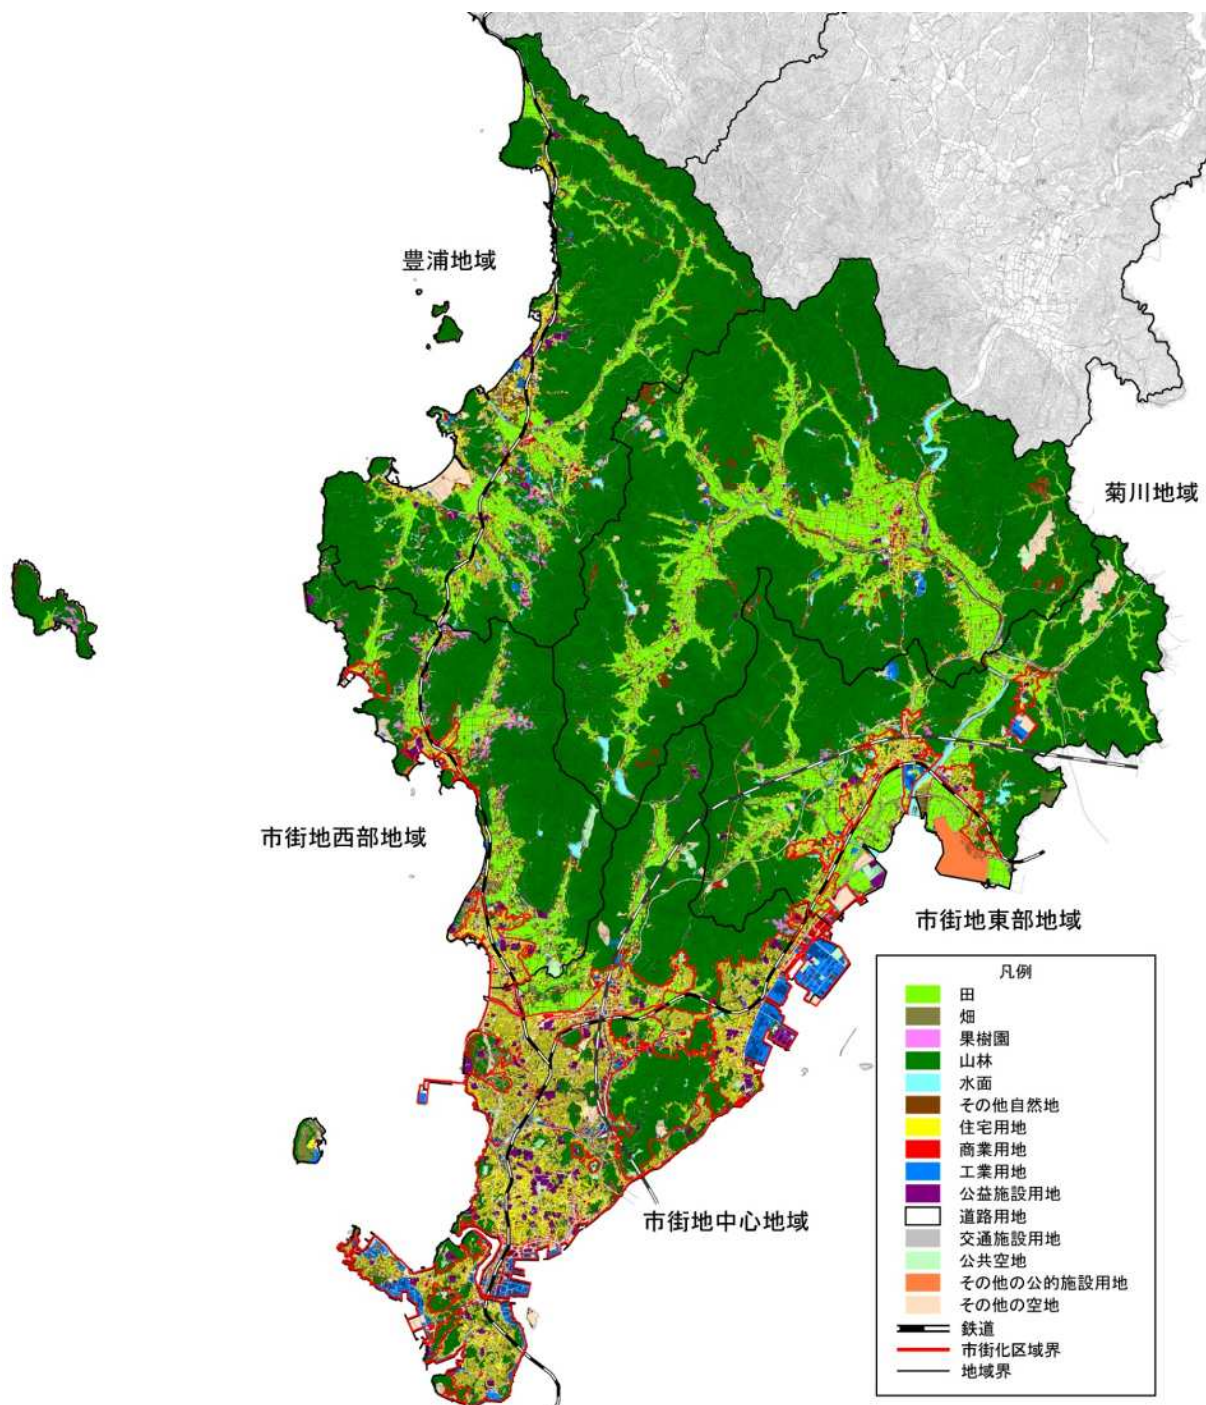 豊浦地域
菊川地域
市街地西部地域
市街地東部地域
市街地中心地域
凡例
田
畑
果樹園
山林
水面
その他自然地
住宅用地
商業用地
工業用地
公益施設用地
道路用地
交通施設用地
公共空地
その他の公的施設用地
その他の空地
鉄道
市街化区域界
地域界